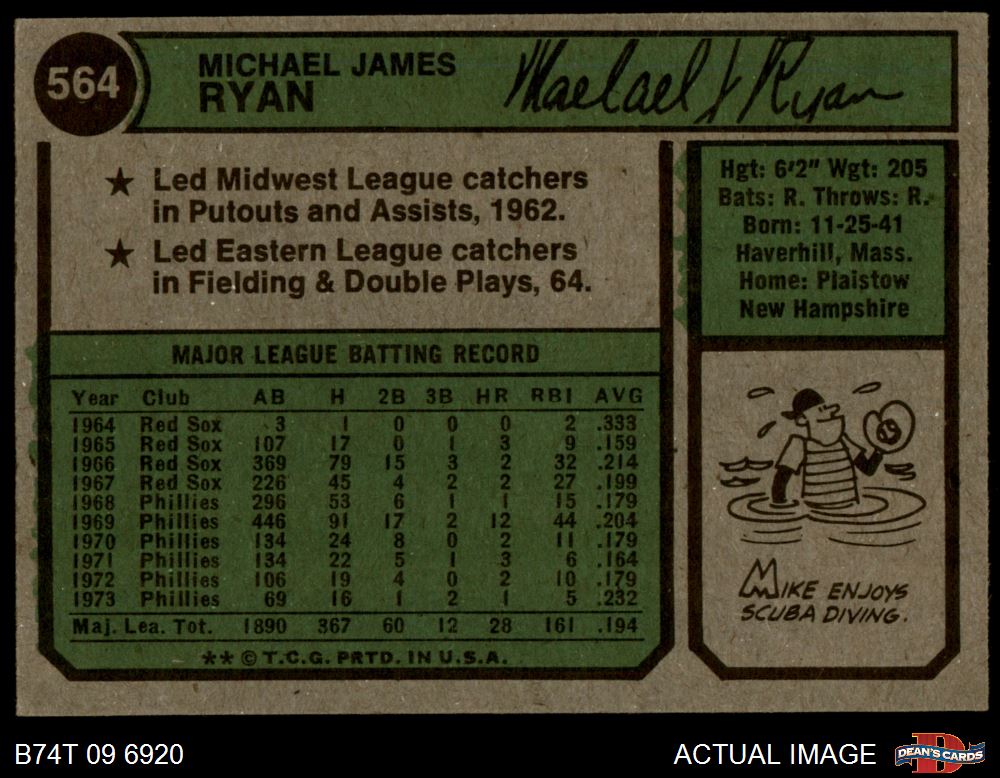 564
MICHAEL JAMES
RYAN
Led Midwest League catchers
in Putouts and Assists, 1962.
Led Eastern League catchers
in Fielding & Double Plays, 64.
Hgt: 6'2" Wgt: 205
Bats: R. Throws: R.
Born: 11-25-41
Haverhill, Mass.
Home: Plaistow
New Hampshire
MAJOR LEAGUE BATTING RECORD
Year Club AB H 2B 3B HR RBI AVG
1964 Red Sox 3 1 0 0 0 2 .333
1965 Red Sox 107 17 0 1 3 9 .159
1966 Red Sox 369 79 15 3 2 32 .214
1967 Red Sox 226 45 4 2 2 27 .199
1968 Phillies 296 53 6 1 1 15 .179
1969 Phillies 446 91 17 2 12 44 .204
1970 Phillies 134 24 8 0 2 11 .179
1971 Phillies 134 22 5 1 3 6 .164
1972 Phillies 106 19 4 0 2 10 .179
1973 Phillies 69 16 1 2 1 5 .232
Maj. Lea. Tot. 1890 367 60 12 28 161 .194
** © T.C.G. PRTD. IN U.S.A.
MIKE ENJOYS
SCUBA DIVING.
B74T 09 6920
ACTUAL IMAGE
DEAN'S CARDS